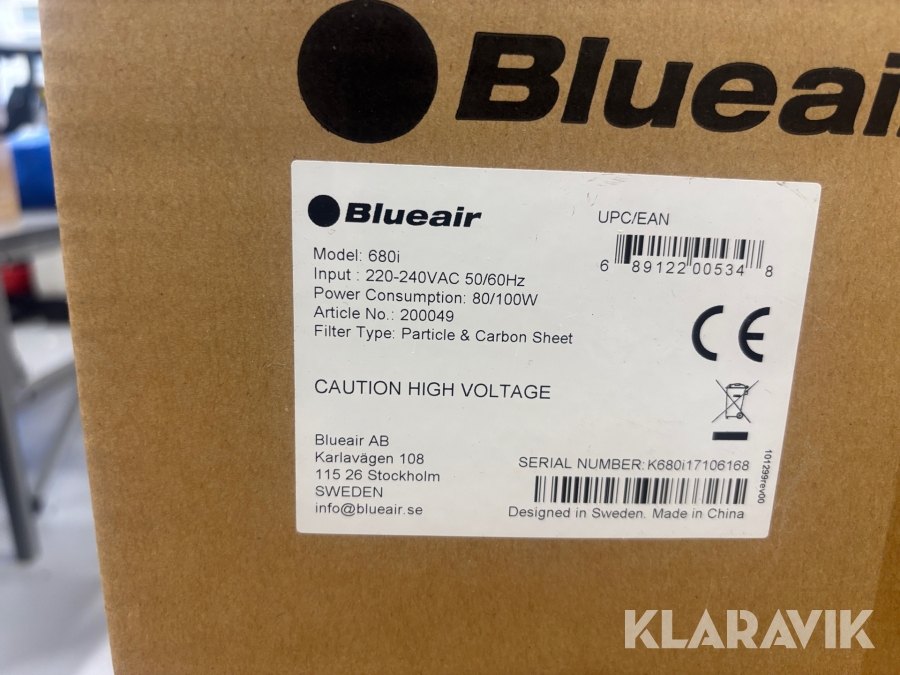 Blueair
Blueair
UPC/EAN
Model: 680i
Input : 220-240VAC 50/60Hz
Power Consumption: 80/100W
Article No.: 200049
Filter Type: Particle & Carbon Sheet
6 89122 00534 8
CE
CAUTION HIGH VOLTAGE
Blueair AB
Karlavägen 108
115 26 Stockholm
SWEDEN
info@blueair.se
SERIAL NUMBER: K680i17106168
Designed in Sweden. Made in China
101299rev00
KLARAVIK